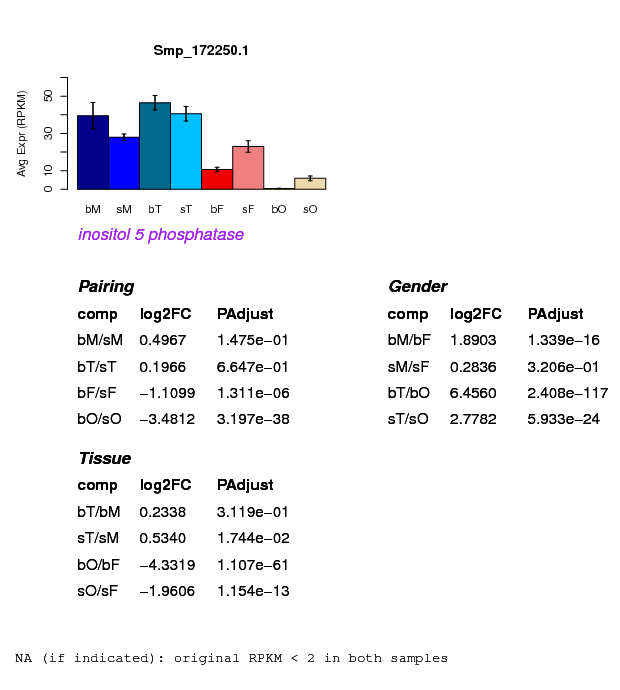 Smp_172250.1
Avg Expr (RPKM)
50
30
10
0
bM sM bT sT bF sF bO sO
inositol 5 phosphatase
Pairing
comp log2FC PAdjust
bM/sM 0.4967 1.475e−01
bT/sT 0.1966 6.647e−01
bF/sF −1.1099 1.311e−06
bO/sO −3.4812 3.197e−38
Gender
comp log2FC PAdjust
bM/bF 1.8903 1.339e−16
sM/sF 0.2836 3.206e−01
bT/bO 6.4560 2.408e−117
sT/sO 2.7782 5.933e−24
Tissue
comp log2FC PAdjust
bT/bM 0.2338 3.119e−01
sT/sM 0.5340 1.744e−02
bO/bF −4.3319 1.107e−61
sO/sF −1.9606 1.154e−13
NA (if indicated): original RPKM < 2 in both samples